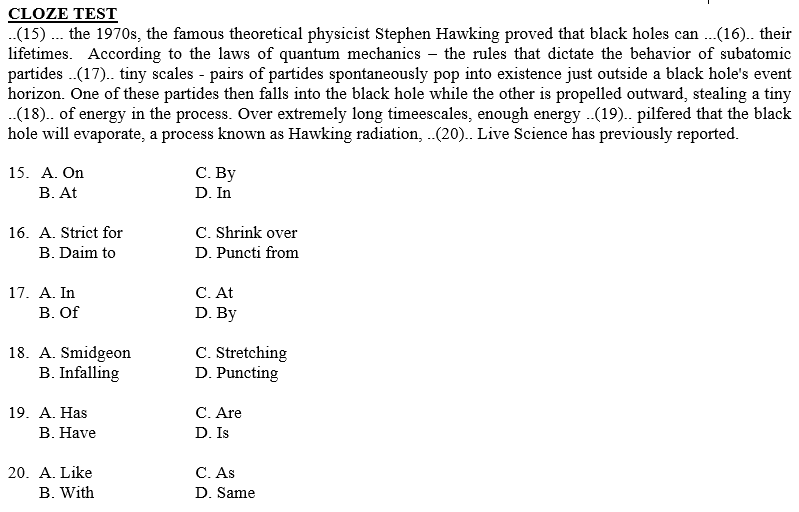 CLOZE TEST
..(15) ... the 1970s, the famous theoretical physicist Stephen Hawking proved that black holes can ...(16).. their
lifetimes. According to the laws of quantum mechanics – the rules that dictate the behavior of subatomic
partides ..(17).. tiny scales - pairs of partides spontaneously pop into existence just outside a black hole's event
horizon. One of these partides then falls into the black hole while the other is propelled outward, stealing a tiny
..(18).. of energy in the process. Over extremely long timeescales, enough energy ..(19).. pilfered that the black
hole will evaporate, a process known as Hawking radiation, ..(20).. Live Science has previously reported.
15. A. On C. By
B. At D. In
16. A. Strict for C. Shrink over
B. Daim to D. Puncti from
17. A. In C. At
B. Of D. By
18. A. Smidgeon C. Stretching
B. Infalling D. Puncting
19. A. Has C. Are
B. Have D. Is
20. A. Like C. As
B. With D. Same